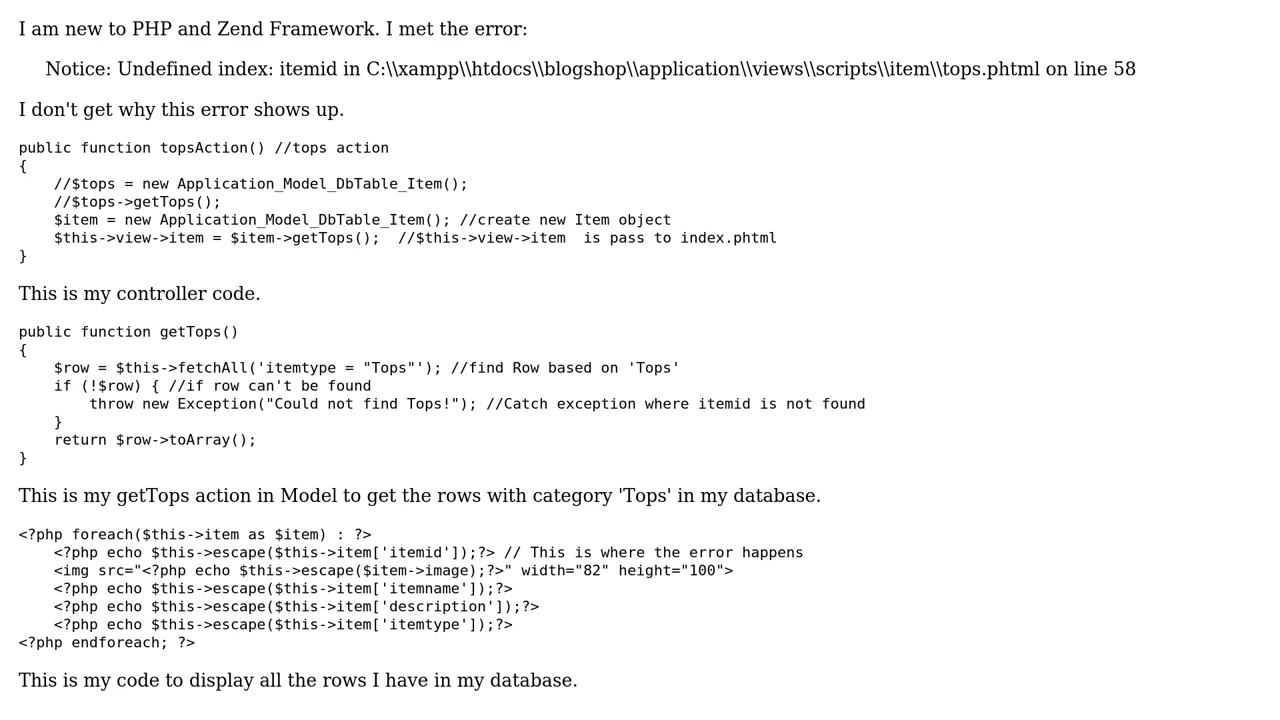 I am new to PHP and Zend Framework. I met the error:
Notice: Undefined index: itemid in C:\\xampp\\htdocs\\blogshop\\application\\views\\scripts\\item\\tops.phtml on line 58
I don't get why this error shows up.
public function topsAction() //tops action
{
    //$tops = new Application_Model_DbTable_Item();
    //$tops->getTops();
    $item = new Application_Model_DbTable_Item(); //create new Item object
    $this->view->item = $item->getTops();  //$this->view->item  is pass to index.phtml
}
This is my controller code.
public function getTops()
{
    $row = $this->fetchAll('itemtype = "Tops"'); //find Row based on 'Tops'
    if (!$row) { //if row can't be found
        throw new Exception("Could not find Tops!"); //Catch exception where itemid is not found
    }
    return $row->toArray();
}
This is my getTops action in Model to get the rows with category 'Tops' in my database.
<?php foreach($this->item as $item) : ?>
    <?php echo $this->escape($this->item['itemid']);?> // This is where the error happens
    <img src="<?php echo $this->escape($item->image);?>" width="82" height="100">
    <?php echo $this->escape($this->item['itemname']);?>
    <?php echo $this->escape($this->item['description']);?>
    <?php echo $this->escape($this->item['itemtype']);?>
<?php endforeach; ?>
This is my code to display all the rows I have in my database.